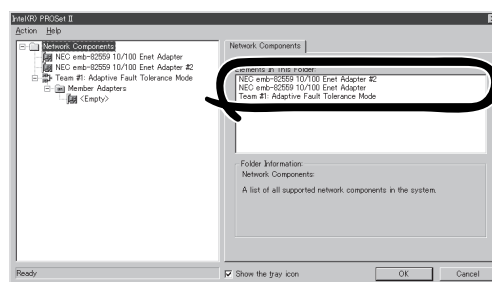 Intel(R) PROSet II
Action Help
Network Components
NEC emb-82559 10/100 Enet Adapter
NEC emb-82559 10/100 Enet Adapter #2
Team #1: Adaptive Fault Tolerance Mode
Member Adapters
<Empty>
Network Components
Elements In This Folder:
NEC emb-82559 10/100 Enet Adapter #2
NEC emb-82559 10/100 Enet Adapter
Team #1: Adaptive Fault Tolerance Mode
Folder Information:
Network Components:
A list of all supported network components in the system.
Ready
Show the tray icon
OK
Cancel